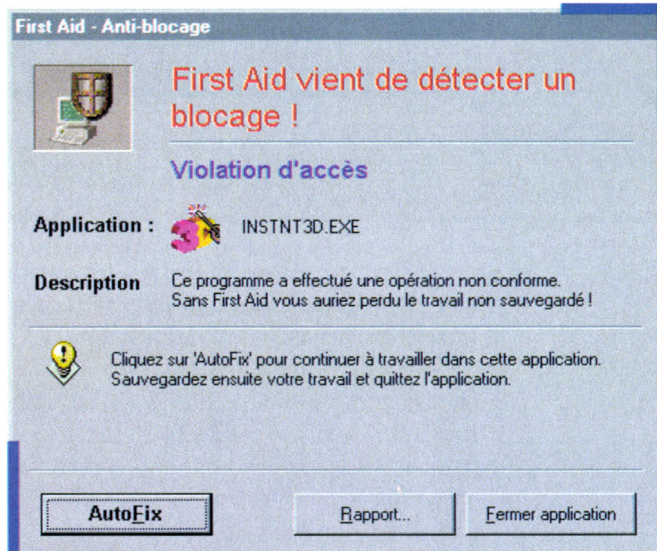 First Aid - Anti-blocage
First Aid vient de détecter un
blocage !
Violation d'accès
Application :
3
INSTNT3D.EXE
Description
Ce programme a effectué une opération non conforme.
Sans First Aid vous auriez perdu le travail non sauvegardé !
Cliquez sur 'AutoFix' pour continuer à travailler dans cette application.
Sauvegardez ensuite votre travail et quittez l'application.
AutoFix
Rapport...
Fermer application